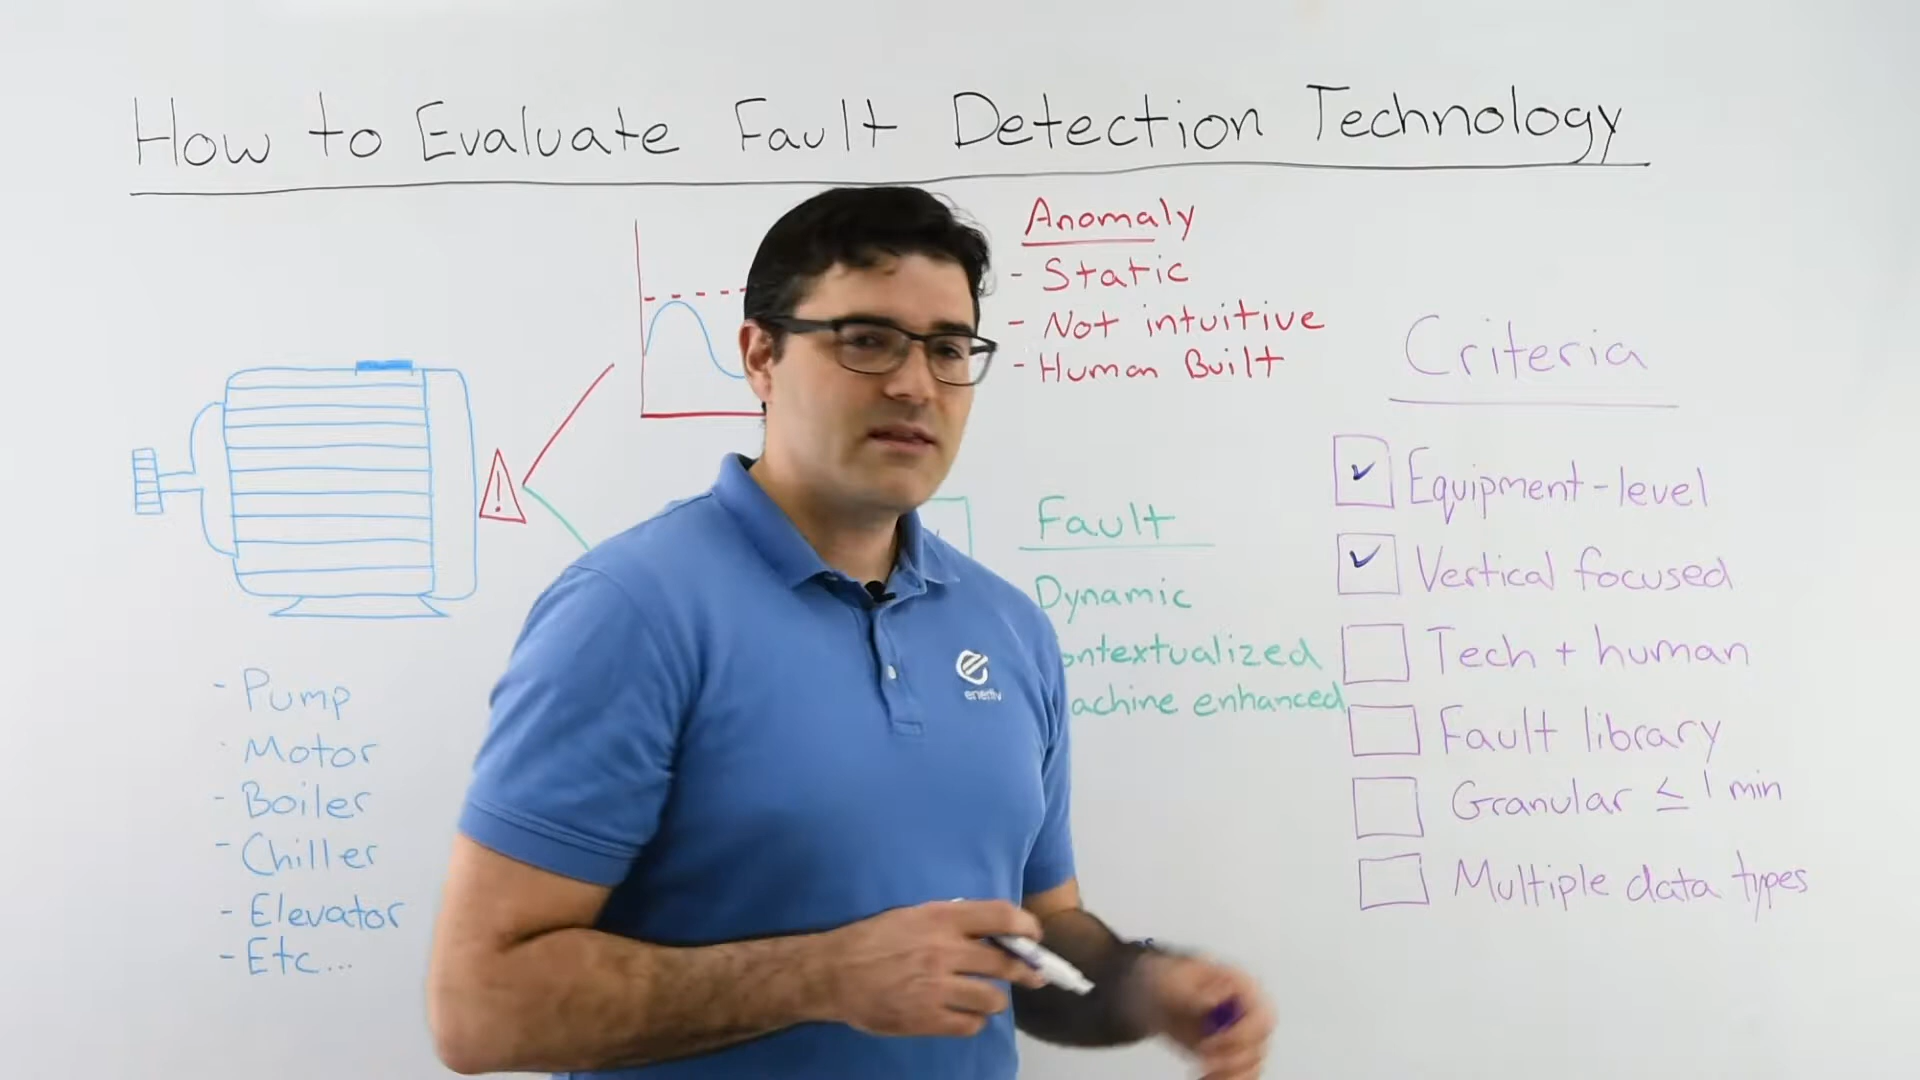 How to Evaluate Fault Detection Technology
Anomaly
- Static
- Not intuitive
- Human Built
Fault
Dynamic
ontextualized
achine enhanced
Criteria
Equipment-level
Vertical focused
Tech + human
Fault library
Granular ≤ 1 min
Multiple data types
- Pump
- Motor
- Boiler
- Chiller
- Elevator
- Etc...
!
enertiv